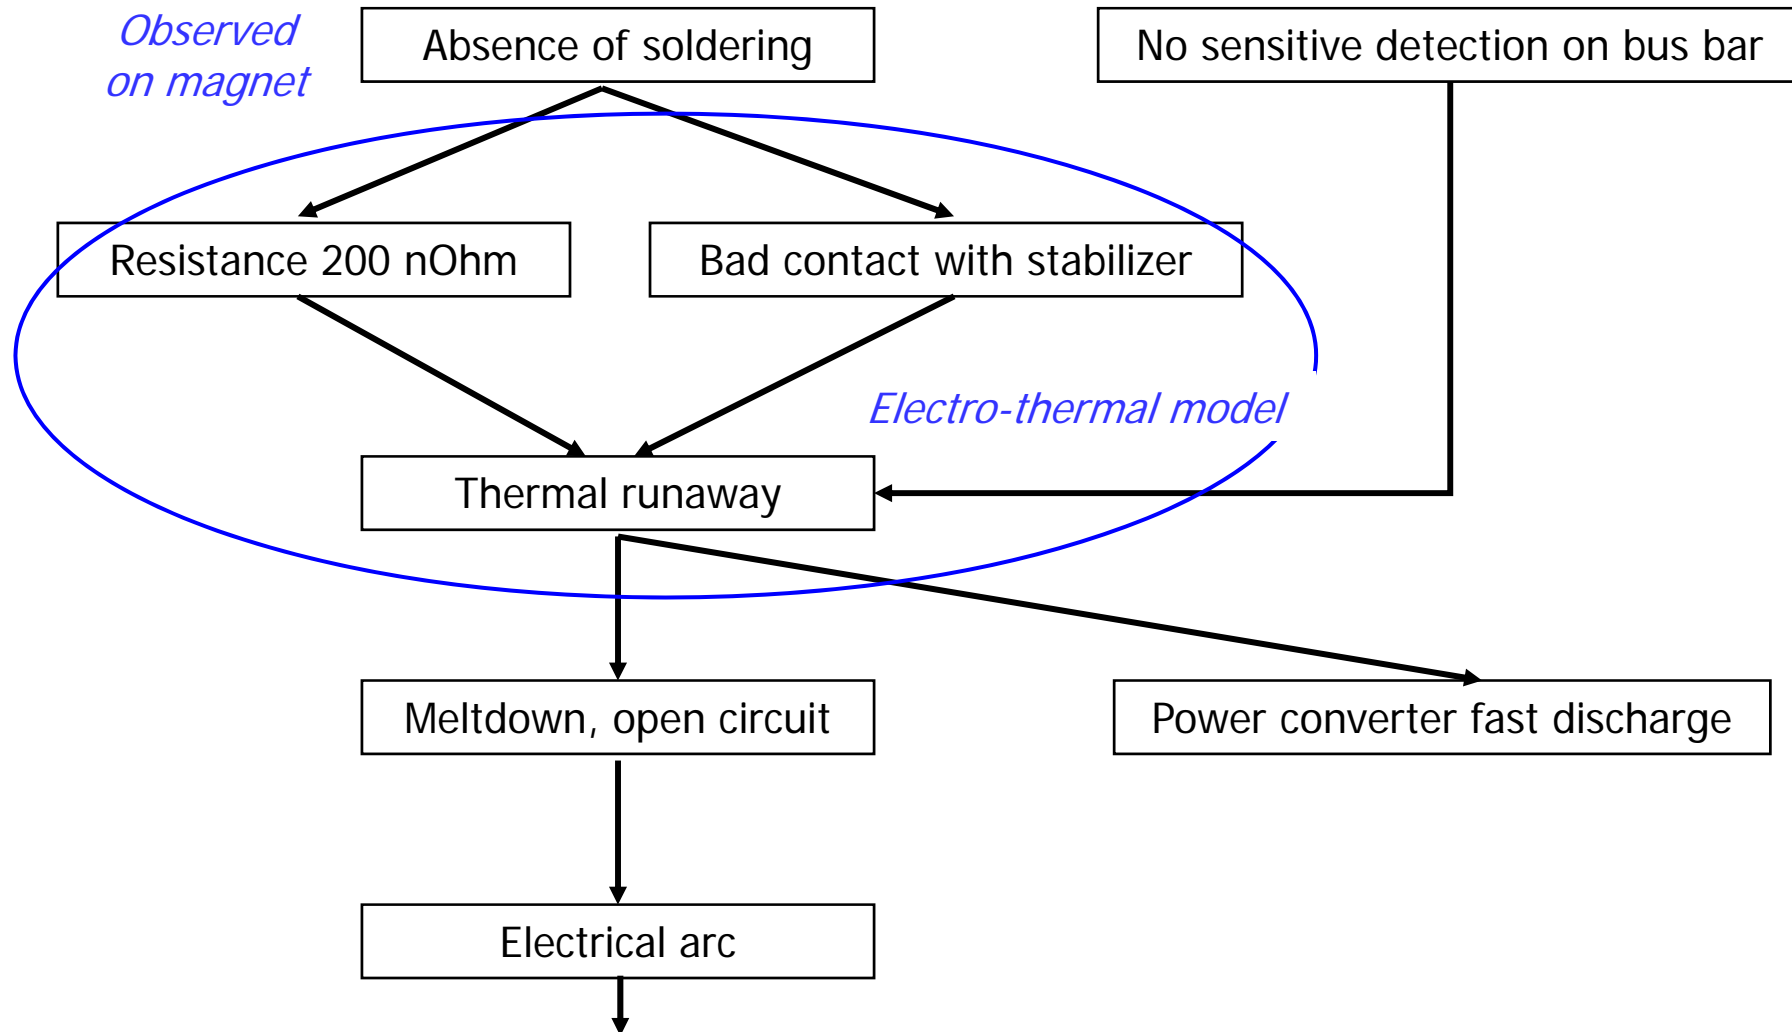 Observed
on magnet
Absence of soldering
No sensitive detection on bus bar
Resistance 200 nOhm
Bad contact with stabilizer
Electro-thermal model
Thermal runaway
Meltdown, open circuit
Power converter fast discharge
Electrical arc